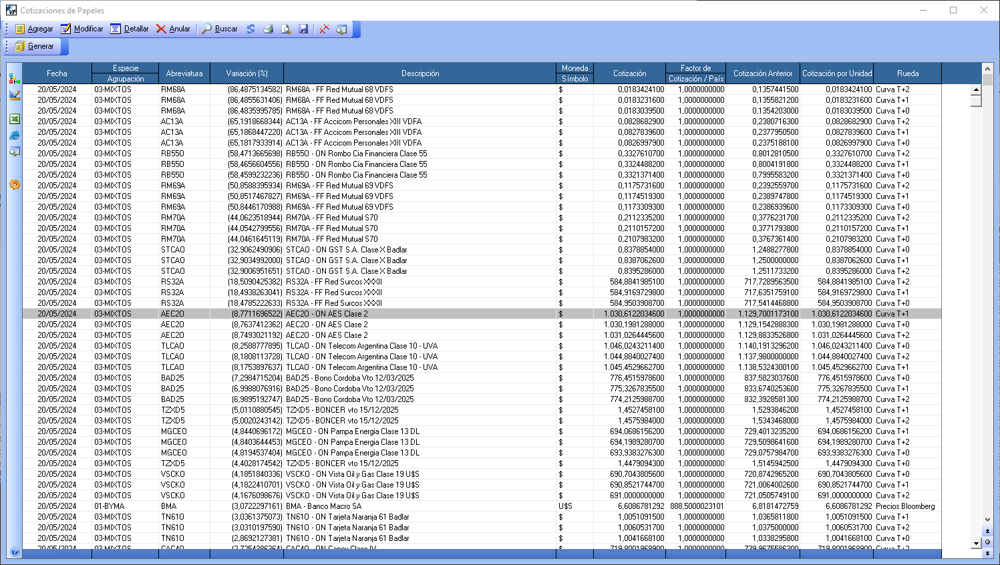 Cotizaciones de Papeles
Agregar Modificar Detallar Anular Buscar
Generar
Fecha Especie Agrupación Abreviatura Variación (%) Descripción Moneda Símbolo Cotización Factor de Cotización / País Cotización Anterior Cotización por Unidad Rueda
20/05/2024 03-MIXTOS RM68A (86,4875134582) RM68A - FF Red Mutual 68 VDFS $ 0,0183424100 1,0000000000 0,1357441500 0,0183424100 Curva T+2
20/05/2024 03-MIXTOS RM68A (86,4855631406) RM68A - FF Red Mutual 68 VDFS $ 0,0183231600 1,0000000000 0,1355821200 0,0183231600 Curva T+1
20/05/2024 03-MIXTOS RM68A (86,4835995785) RM68A - FF Red Mutual 68 VDFS $ 0,0183039500 1,0000000000 0,1354203000 0,0183039500 Curva T+0
20/05/2024 03-MIXTOS AC13A (65,1918668344) AC13A - FF Accicom Personales XIII VDFA $ 0,0828682900 1,0000000000 0,2380716300 0,0828682900 Curva T+2
20/05/2024 03-MIXTOS AC13A (65,1868447220) AC13A - FF Accicom Personales XIII VDFA $ 0,0827839600 1,0000000000 0,2377950500 0,0827839600 Curva T+1
20/05/2024 03-MIXTOS AC13A (65,1817933914) AC13A - FF Accicom Personales XIII VDFA $ 0,0826997900 1,0000000000 0,2375188100 0,0826997900 Curva T+0
20/05/2024 03-MIXTOS RB55O (58,4713665698) RB55O - ON Rombo Cia Financiera Clase 55 $ 0,3327610700 1,0000000000 0,8012810500 0,3327610700 Curva T+2
20/05/2024 03-MIXTOS RB55O (58,4656604556) RB55O - ON Rombo Cia Financiera Clase 55 $ 0,3324488200 1,0000000000 0,8004191800 0,3324488200 Curva T+1
20/05/2024 03-MIXTOS RB55O (58,4599232236) RB55O - ON Rombo Cia Financiera Clase 55 $ 0,3321371400 1,0000000000 0,7995583200 0,3321371400 Curva T+0
20/05/2024 03-MIXTOS RM69A (50,8588395934) RM69A - FF Red Mutual 69 VDFS $ 0,1175731600 1,0000000000 0,2392559700 0,1175731600 Curva T+2
20/05/2024 03-MIXTOS RM69A (50,8517467827) RM69A - FF Red Mutual 69 VDFS $ 0,1174519300 1,0000000000 0,2389747800 0,1174519300 Curva T+1
20/05/2024 03-MIXTOS RM69A (50,8446170988) RM69A - FF Red Mutual 69 VDFS $ 0,1173309300 1,0000000000 0,2386939600 0,1173309300 Curva T+0
20/05/2024 03-MIXTOS RM70A (44,0623518944) RM70A - FF Red Mutual S70 $ 0,2112335200 1,0000000000 0,3776231700 0,2112335200 Curva T+2
20/05/2024 03-MIXTOS RM70A (44,0542799556) RM70A - FF Red Mutual S70 $ 0,2110157200 1,0000000000 0,3771793800 0,2110157200 Curva T+1
20/05/2024 03-MIXTOS RM70A (44,0461645119) RM70A - FF Red Mutual S70 $ 0,2107983200 1,0000000000 0,3767361400 0,2107983200 Curva T+0
20/05/2024 03-MIXTOS STCAO (32,9062490906) STCAO - ON GST S.A. Clase X Badlar $ 0,8378854000 1,0000000000 1,2488277800 0,8378854000 Curva T+0
20/05/2024 03-MIXTOS STCAO (32,9034992000) STCAO - ON GST S.A. Clase X Badlar $ 0,8387062600 1,0000000000 1,2500000000 0,8387062600 Curva T+1
20/05/2024 03-MIXTOS STCAO (32,9006951651) STCAO - ON GST S.A. Clase X Badlar $ 0,8395286000 1,0000000000 1,2511733200 0,8395286000 Curva T+2
20/05/2024 03-MIXTOS RS32A (18,5090425382) RS32A - FF Red Surcos XXXII $ 584,8841985100 1,0000000000 717,7289563500 584,8841985100 Curva T+2
20/05/2024 03-MIXTOS RS32A (18,4938263041) RS32A - FF Red Surcos XXXII $ 584,9169729800 1,0000000000 717,6351759100 584,9169729800 Curva T+1
20/05/2024 03-MIXTOS RS32A (18,4785222633) RS32A - FF Red Surcos XXXII $ 584,9503908700 1,0000000000 717,5414468800 584,9503908700 Curva T+0
20/05/2024 03-MIXTOS AEC2O (8,7711696522) AEC2O - ON AES Clase 2 $ 1.030,6122034600 1,0000000000 1.129,7001173100 1.030,6122034600 Curva T+1
20/05/2024 03-MIXTOS AEC2O (8,7637412362) AEC2O - ON AES Clase 2 $ 1.030,1981288000 1,0000000000 1.129,1542888300 1.030,1981288000 Curva T+0
20/05/2024 03-MIXTOS AEC2O (8,7493021192) AEC2O - ON AES Clase 2 $ 1.031,0264445600 1,0000000000 1.129,8833526800 1.031,0264445600 Curva T+2
20/05/2024 03-MIXTOS TLCAO (8,2588777895) TLCAO - ON Telecom Argentina Clase 10 - UVA $ 1.046,0243211400 1,0000000000 1.140,1913296200 1.046,0243211400 Curva T+0
20/05/2024 03-MIXTOS TLCAO (8,1808113728) TLCAO - ON Telecom Argentina Clase 10 - UVA $ 1.044,8840027400 1,0000000000 1.137,9800000000 1.044,8840027400 Curva T+2
20/05/2024 03-MIXTOS TLCAO (8,1753897637) TLCAO - ON Telecom Argentina Clase 10 - UVA $ 1.045,4529662700 1,0000000000 1.138,5324300100 1.045,4529662700 Curva T+1
20/05/2024 03-MIXTOS BAD25 (7,2984715204) BAD25 - Bono Cordoba Vto 12/03/2025 $ 776,4515978600 1,0000000000 837,5823037600 776,4515978600 Curva T+0
20/05/2024 03-MIXTOS BAD25 (6,9988076916) BAD25 - Bono Cordoba Vto 12/03/2025 $ 775,3267835500 1,0000000000 833,6740253600 775,3267835500 Curva T+1
20/05/2024 03-MIXTOS BAD25 (6,9895192747) BAD25 - Bono Cordoba Vto 12/03/2025 $ 774,2125988700 1,0000000000 832,3928581300 774,2125988700 Curva T+2
20/05/2024 03-MIXTOS TZXD5 (5,0110880545) TZXD5 - BONCER vto 15/12/2025 $ 1,4527458100 1,0000000000 1,5293846200 1,4527458100 Curva T+1
20/05/2024 03-MIXTOS TZXD5 (5,0020243142) TZXD5 - BONCER vto 15/12/2025 $ 1,4575984000 1,0000000000 1,5343468000 1,4575984000 Curva T+2
20/05/2024 03-MIXTOS MGCEO (4,8440696172) MGCEO - ON Pampa Energia Clase 13 DL $ 694,0686156200 1,0000000000 729,4013235200 694,0686156200 Curva T+1
20/05/2024 03-MIXTOS MGCEO (4,8403644453) MGCEO - ON Pampa Energia Clase 13 DL $ 694,1989280700 1,0000000000 729,5098641600 694,1989280700 Curva T+2
20/05/2024 03-MIXTOS MGCEO (4,8194537404) MGCEO - ON Pampa Energia Clase 13 DL $ 693,9383276300 1,0000000000 729,0757984700 693,9383276300 Curva T+0
20/05/2024 03-MIXTOS TZXD5 (4,4028174542) TZXD5 - BONCER vto 15/12/2025 $ 1,4479094300 1,0000000000 1,5145942500 1,4479094300 Curva T+0
20/05/2024 03-MIXTOS VSCKO (4,1851840336) VSCKO - ON Vista Oil y Gas Clase 19 U$S $ 690,7043805600 1,0000000000 720,8742965200 690,7043805600 Curva T+0
20/05/2024 03-MIXTOS VSCKO (4,1822410701) VSCKO - ON Vista Oil y Gas Clase 19 U$S $ 690,8521744700 1,0000000000 721,0064002600 690,8521744700 Curva T+1
20/05/2024 03-MIXTOS VSCKO (4,1676098676) VSCKO - ON Vista Oil y Gas Clase 19 U$S $ 691,0000000000 1,0000000000 721,0505749100 691,0000000000 Curva T+2
20/05/2024 01-BYMA BMA (3,0722297161) BMA - Banco Macro SA U$S 6,6086781292 888,5000023101 6,8181472759 6,6086781292 Precios Bloomberg
20/05/2024 03-MIXTOS TN61O (3,0361375073) TN61O - ON Tarjeta Naranja 61 Badlar $ 1,0051091500 1,0000000000 1,0365811800 1,0051091500 Curva T+1
20/05/2024 03-MIXTOS TN61O (3,0310197590) TN61O - ON Tarjeta Naranja 61 Badlar $ 1,0060531700 1,0000000000 1,0375000000 1,0060531700 Curva T+2
20/05/2024 03-MIXTOS TN61O (2,8692127381) TN61O - ON Tarjeta Naranja 61 Badlar $ 1,0041668100 1,0000000000 1,0338295800 1,0041668100 Curva T+0